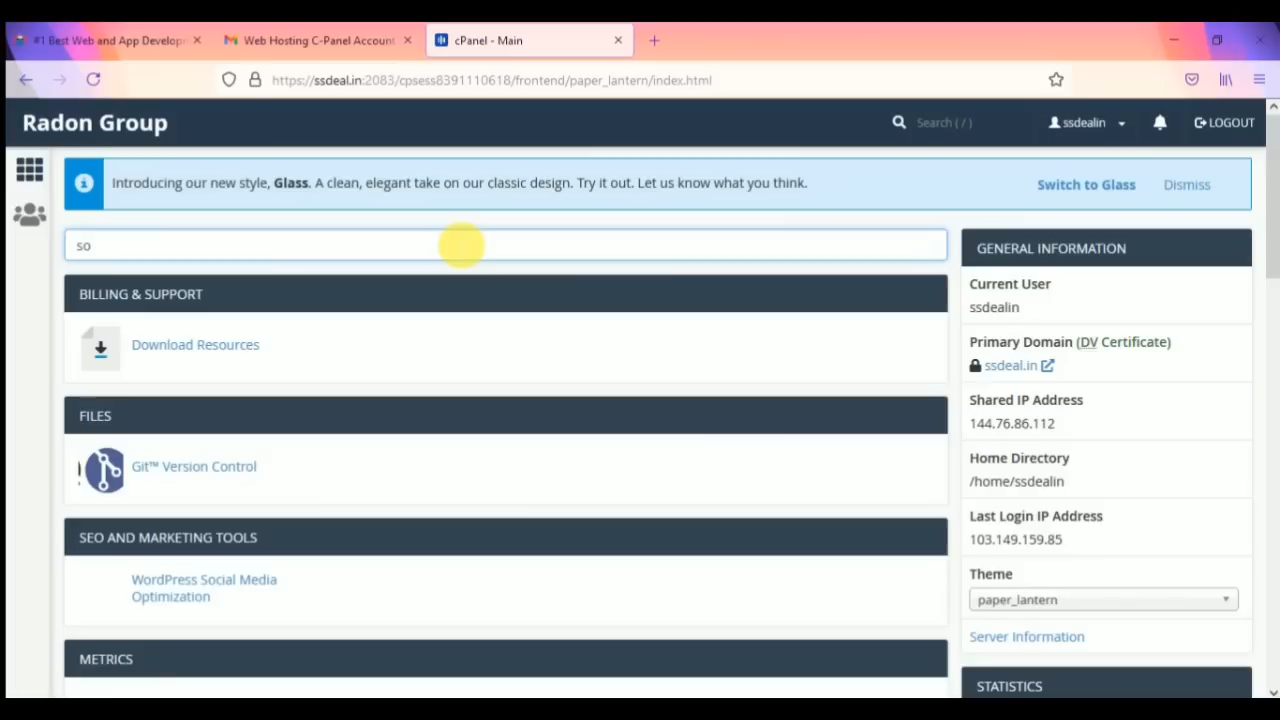 #1 Best Web and App Develop
Web Hosting C-Panel Account
cPanel - Main
https://ssdeal.in:2083/cpsess8391110618/frontend/paper_lantern/index.html
Radon Group
Search ( / )
ssdealin
LOGOUT
Introducing our new style, Glass. A clean, elegant take on our classic design. Try it out. Let us know what you think.
Switch to Glass
Dismiss
so
BILLING & SUPPORT
Download Resources
FILES
Git™ Version Control
SEO AND MARKETING TOOLS
WordPress Social Media
Optimization
METRICS
GENERAL INFORMATION
Current User
ssdealin
Primary Domain (DV Certificate)
ssdeal.in
Shared IP Address
144.76.86.112
Home Directory
/home/ssdealin
Last Login IP Address
103.149.159.85
Theme
paper_lantern
Server Information
STATISTICS